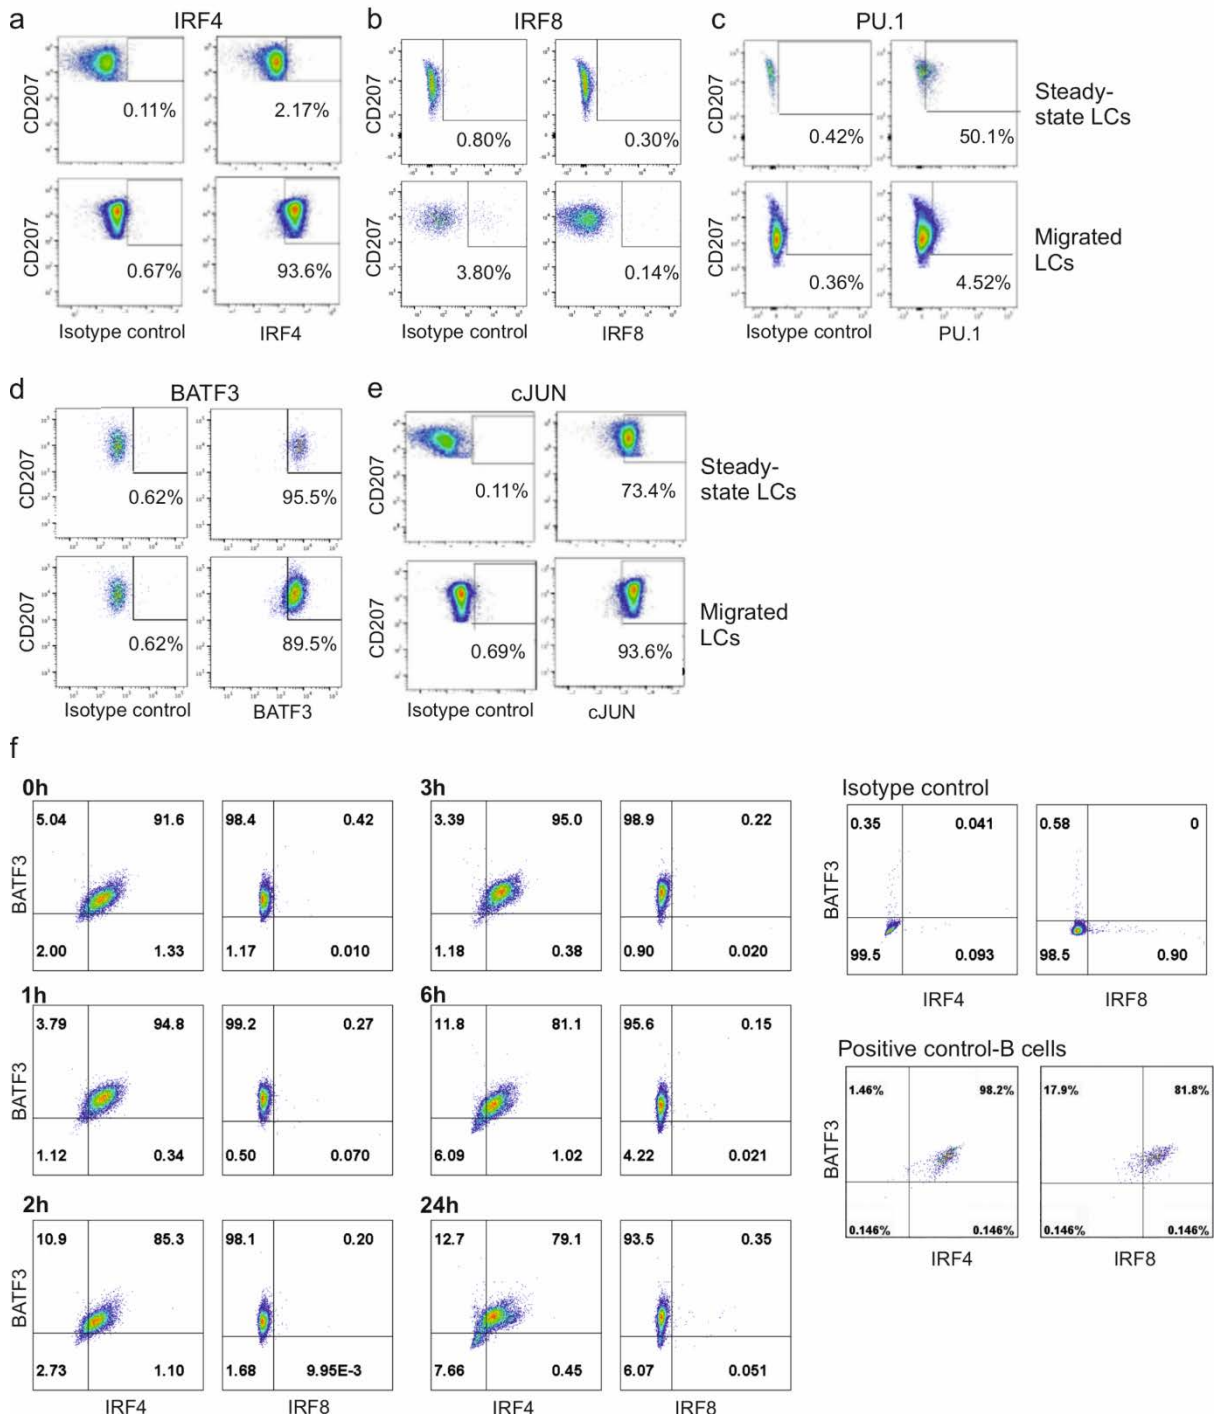 a IRF4
b IRF8
c PU.1
CD207
0.11%
2.17%
CD207
0.80%
0.30%
CD207
0.42%
50.1%
Steady-
state LCs
CD207
0.67%
93.6%
CD207
3.80%
0.14%
CD207
0.36%
4.52%
Migrated
LCs
Isotype control IRF4
Isotype control IRF8
Isotype control PU.1
d BATF3
e cJUN
CD207
0.62%
95.5%
CD207
0.11%
73.4%
Steady-
state LCs
CD207
0.62%
89.5%
CD207
0.69%
93.6%
Migrated
LCs
Isotype control BATF3
Isotype control cJUN
f
0h
BATF3
5.04 91.6
98.4 0.42
2.00 1.33
1.17 0.010
3h
3.39 95.0
98.9 0.22
1.18 0.38
0.90 0.020
Isotype control
BATF3
0.35 0.041
0.58 0
99.5 0.093
98.5 0.90
IRF4 IRF8
1h
BATF3
3.79 94.8
99.2 0.27
1.12 0.34
0.50 0.070
6h
11.8 81.1
95.6 0.15
6.09 1.02
4.22 0.021
Positive control-B cells
BATF3
1.46% 98.2%
17.9% 81.8%
0.146% 0.146%
0.146% 0.146%
IRF4 IRF8
2h
BATF3
10.9 85.3
98.1 0.20
2.73 1.10
1.68 9.95E-3
24h
12.7 79.1
93.5 0.35
7.66 0.45
6.07 0.051
IRF4 IRF8
IRF4 IRF8